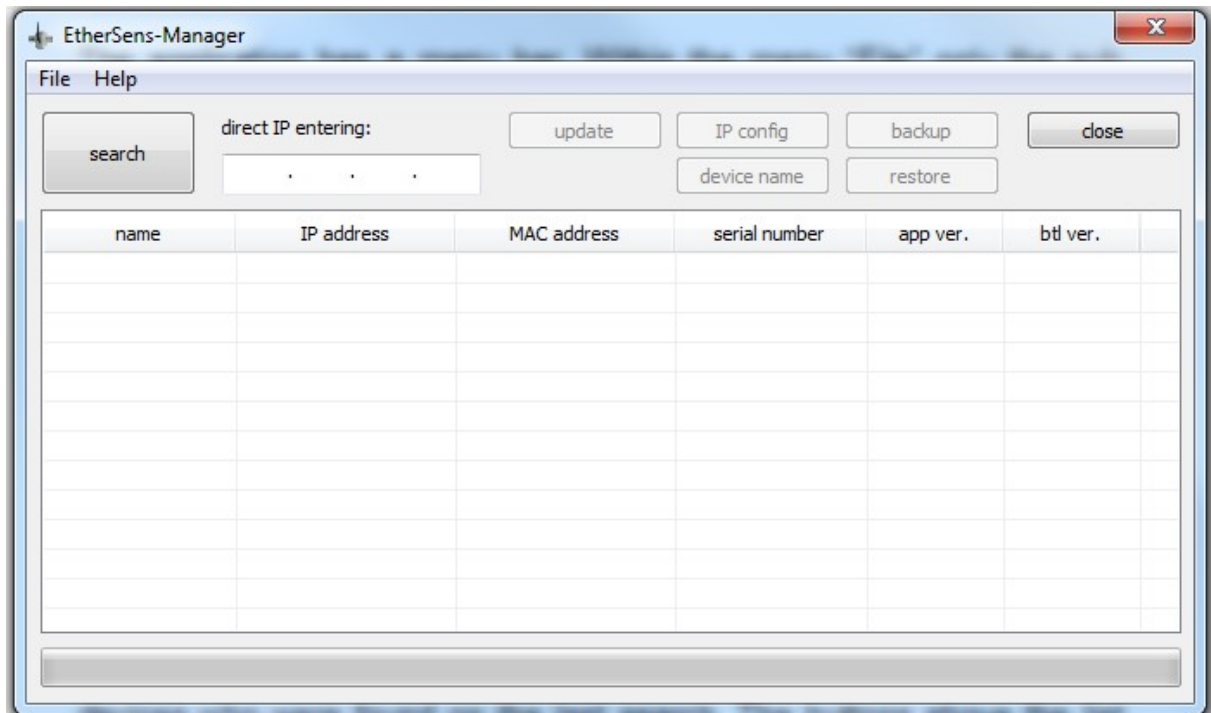 EtherSens-Manager
File Help
direct IP entering:
search
. . .
update IP config backup close
device name restore
name IP address MAC address serial number app ver. btl ver.